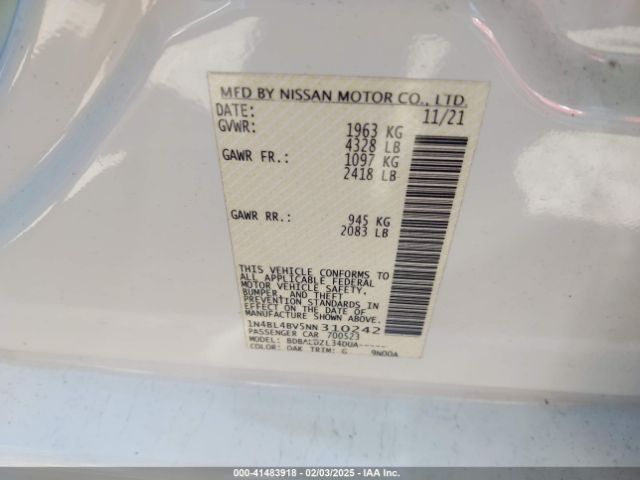 MFD BY NISSAN MOTOR CO., LTD.
DATE: 11/21
GVWR: 1963 KG
4328 LB
GAWR FR.: 1097 KG
2418 LB
GAWR RR.: 945 KG
2083 LB
THIS VEHICLE CONFORMS TO
ALL APPLICABLE FEDERAL
MOTOR VEHICLE SAFETY,
BUMPER, AND THEFT
PREVENTION STANDARDS IN
EFFECT ON THE DATE OF
MANUFACTURE SHOWN ABOVE.
1N4BL4BV5NN310242
PASSENGER CAR 700523
MODEL: BDBALDZL34DUA-----
COLOR: QAK TRIM: G 9N00A
000-41483918 - 02/03/2025 - IAA Inc.